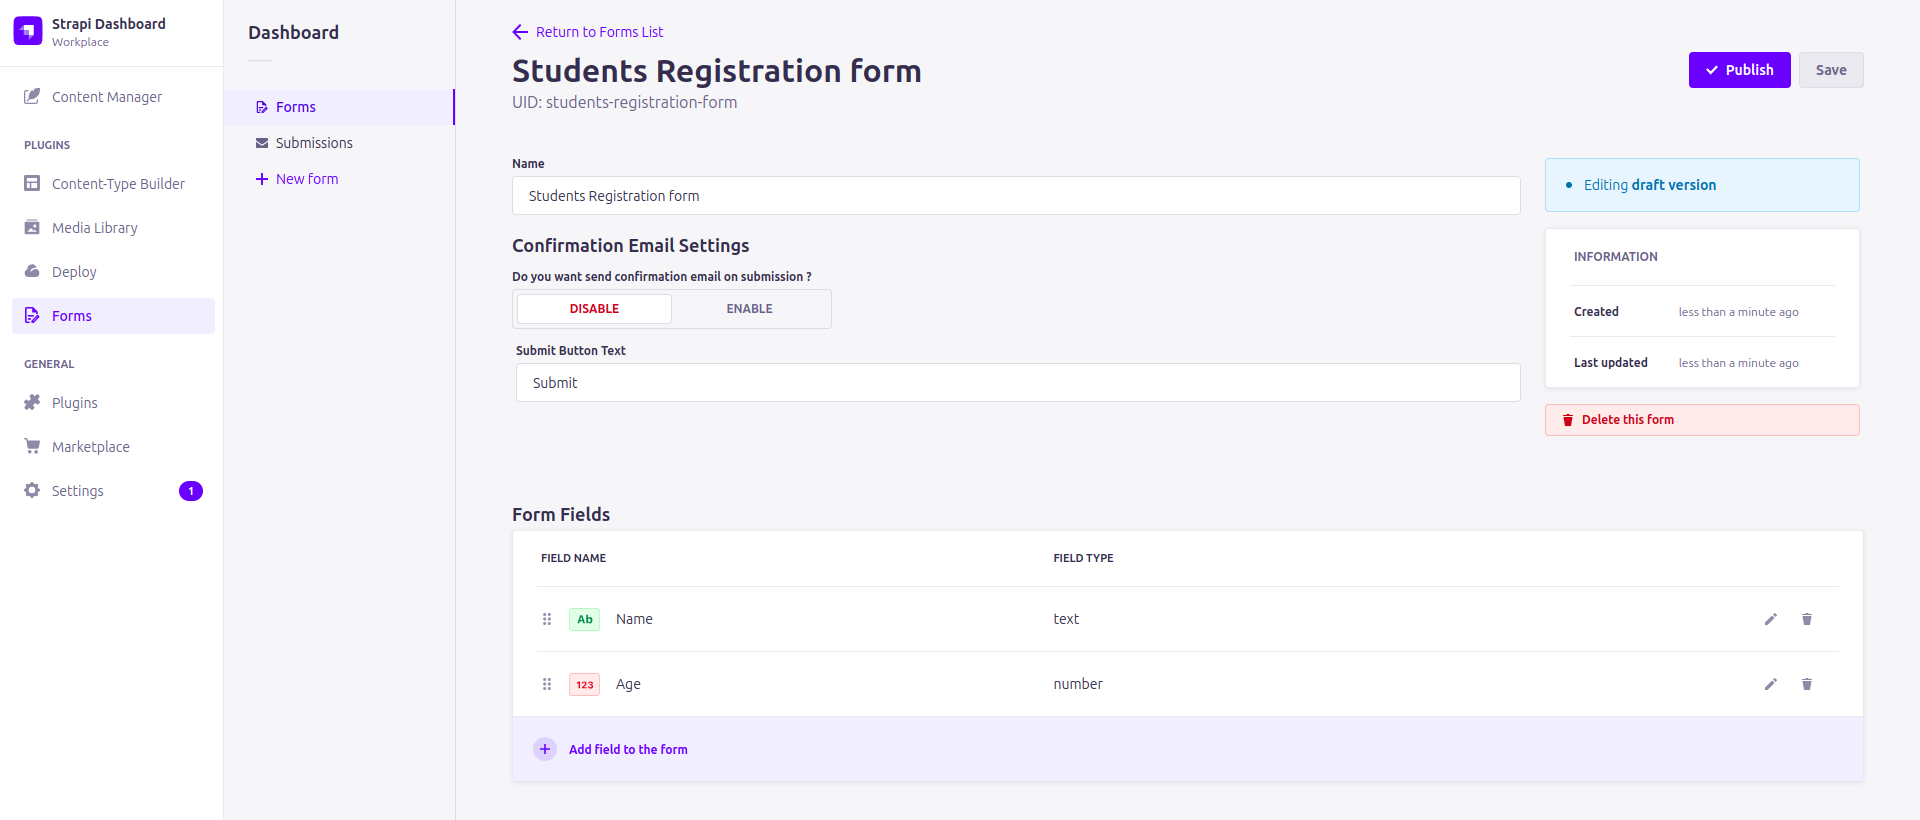 Strapi Dashboard
Workplace
Content Manager
PLUGINS
Content-Type Builder
Media Library
Deploy
Forms
GENERAL
Plugins
Marketplace
Settings
1
Dashboard
Forms
Submissions
New form
Return to Forms List
Students Registration form
UID: students-registration-form
Publish
Save
Name
Students Registration form
Confirmation Email Settings
Do you want send confirmation email on submission ?
DISABLE
ENABLE
Submit Button Text
Submit
Editing draft version
INFORMATION
Created
less than a minute ago
Last updated
less than a minute ago
Delete this form
Form Fields
FIELD NAME
FIELD TYPE
Ab
Name
text
123
Age
number
Add field to the form